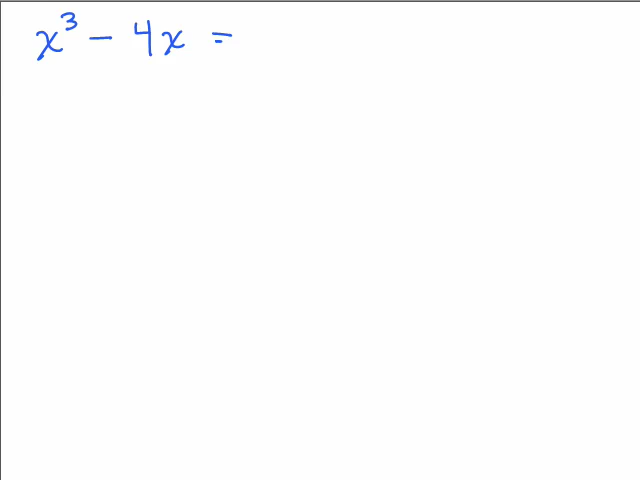 x³ - 4x =